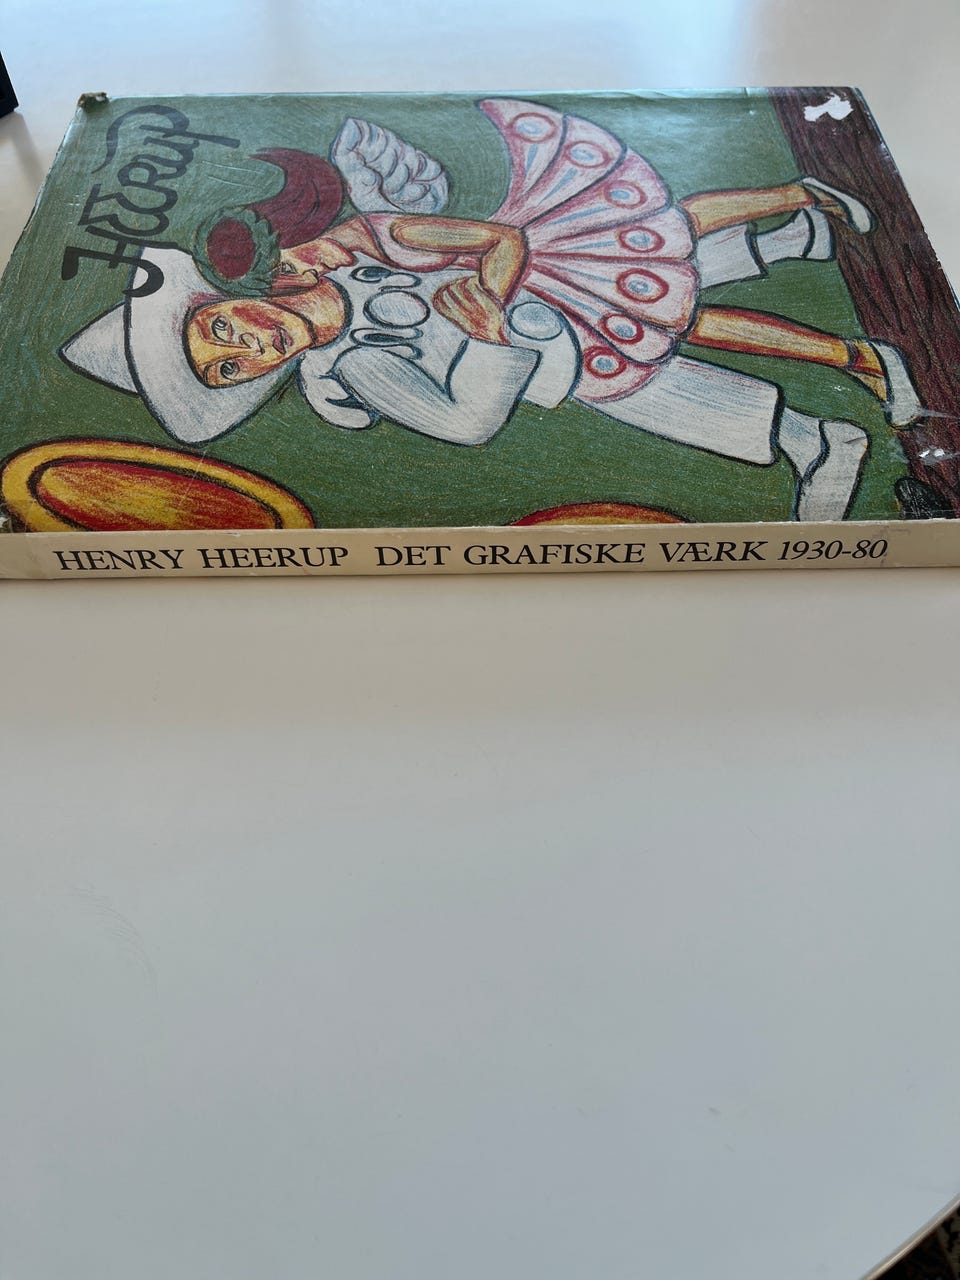 Heerup
HENRY HEERUP DET GRAFISKE VÆRK 1930-80